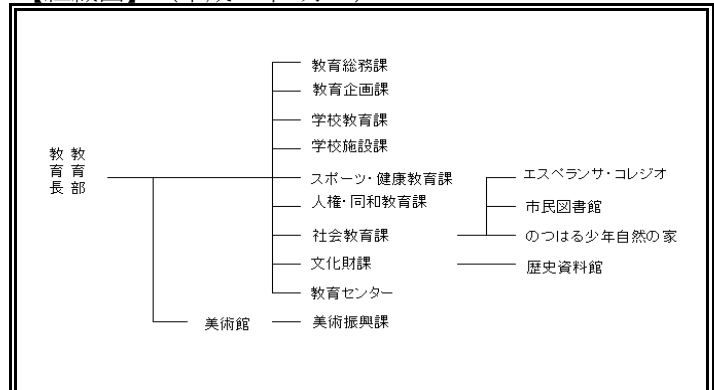 教育総務課
教育企画課
学校教育課
学校施設課
教育長 教育部
スポーツ・健康教育課
エスペランサ・コレジオ
人権・同和教育課
市民図書館
社会教育課
のつはる少年自然の家
文化財課
歴史資料館
教育センター
美術館
美術振興課